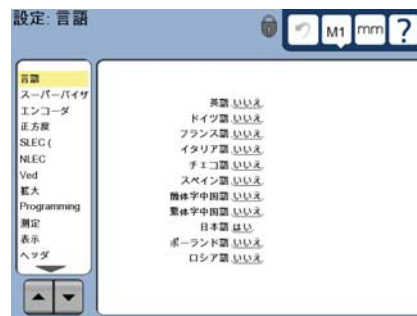 設定: 言語
M1
mm
?
言語
スーパーバイザ
エンコーダ
正方度
SLEC (
NLEC
Ved
拡大
Programming
測定
表示
ヘッダ
英語 いいえ
ドイツ語 いいえ
フランス語 いいえ
イタリア語 いいえ
チェコ語 いいえ
スペイン語 いいえ
簡体字中国語 いいえ
繁体字中国語 いいえ
日本語 はい
ポーランド語 いいえ
ロシア語 いいえ